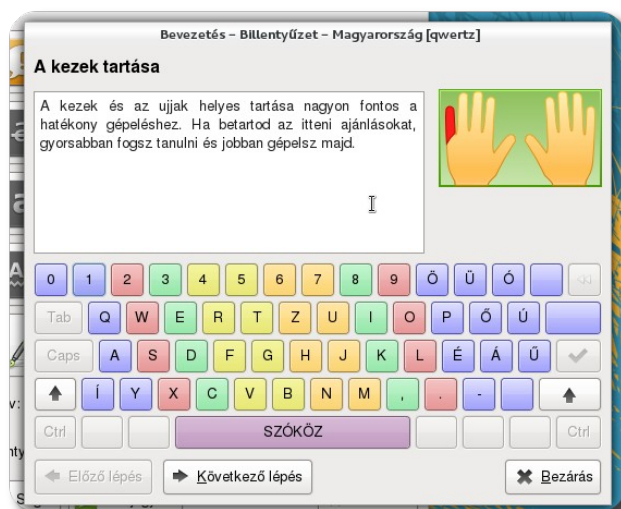 Bevezetés – Billentyűzet – Magyarország [qwertz]
A kezek tartása
A kezek és az ujjak helyes tartása nagyon fontos a
hatékony gépeléshez. Ha betartod az itteni ajánlásokat,
gyorsabban fogsz tanulni és jobban gépelsz majd.
0 1 2 3 4 5 6 7 8 9 Ö Ü Ó
Tab Q W E R T Z U I O P Ő Ú
Caps A S D F G H J K L É Á Ű
Í Y X C V B N M , . -
Ctrl SZÓKÖZ Ctrl
Előző lépés Következő lépés Bezárás